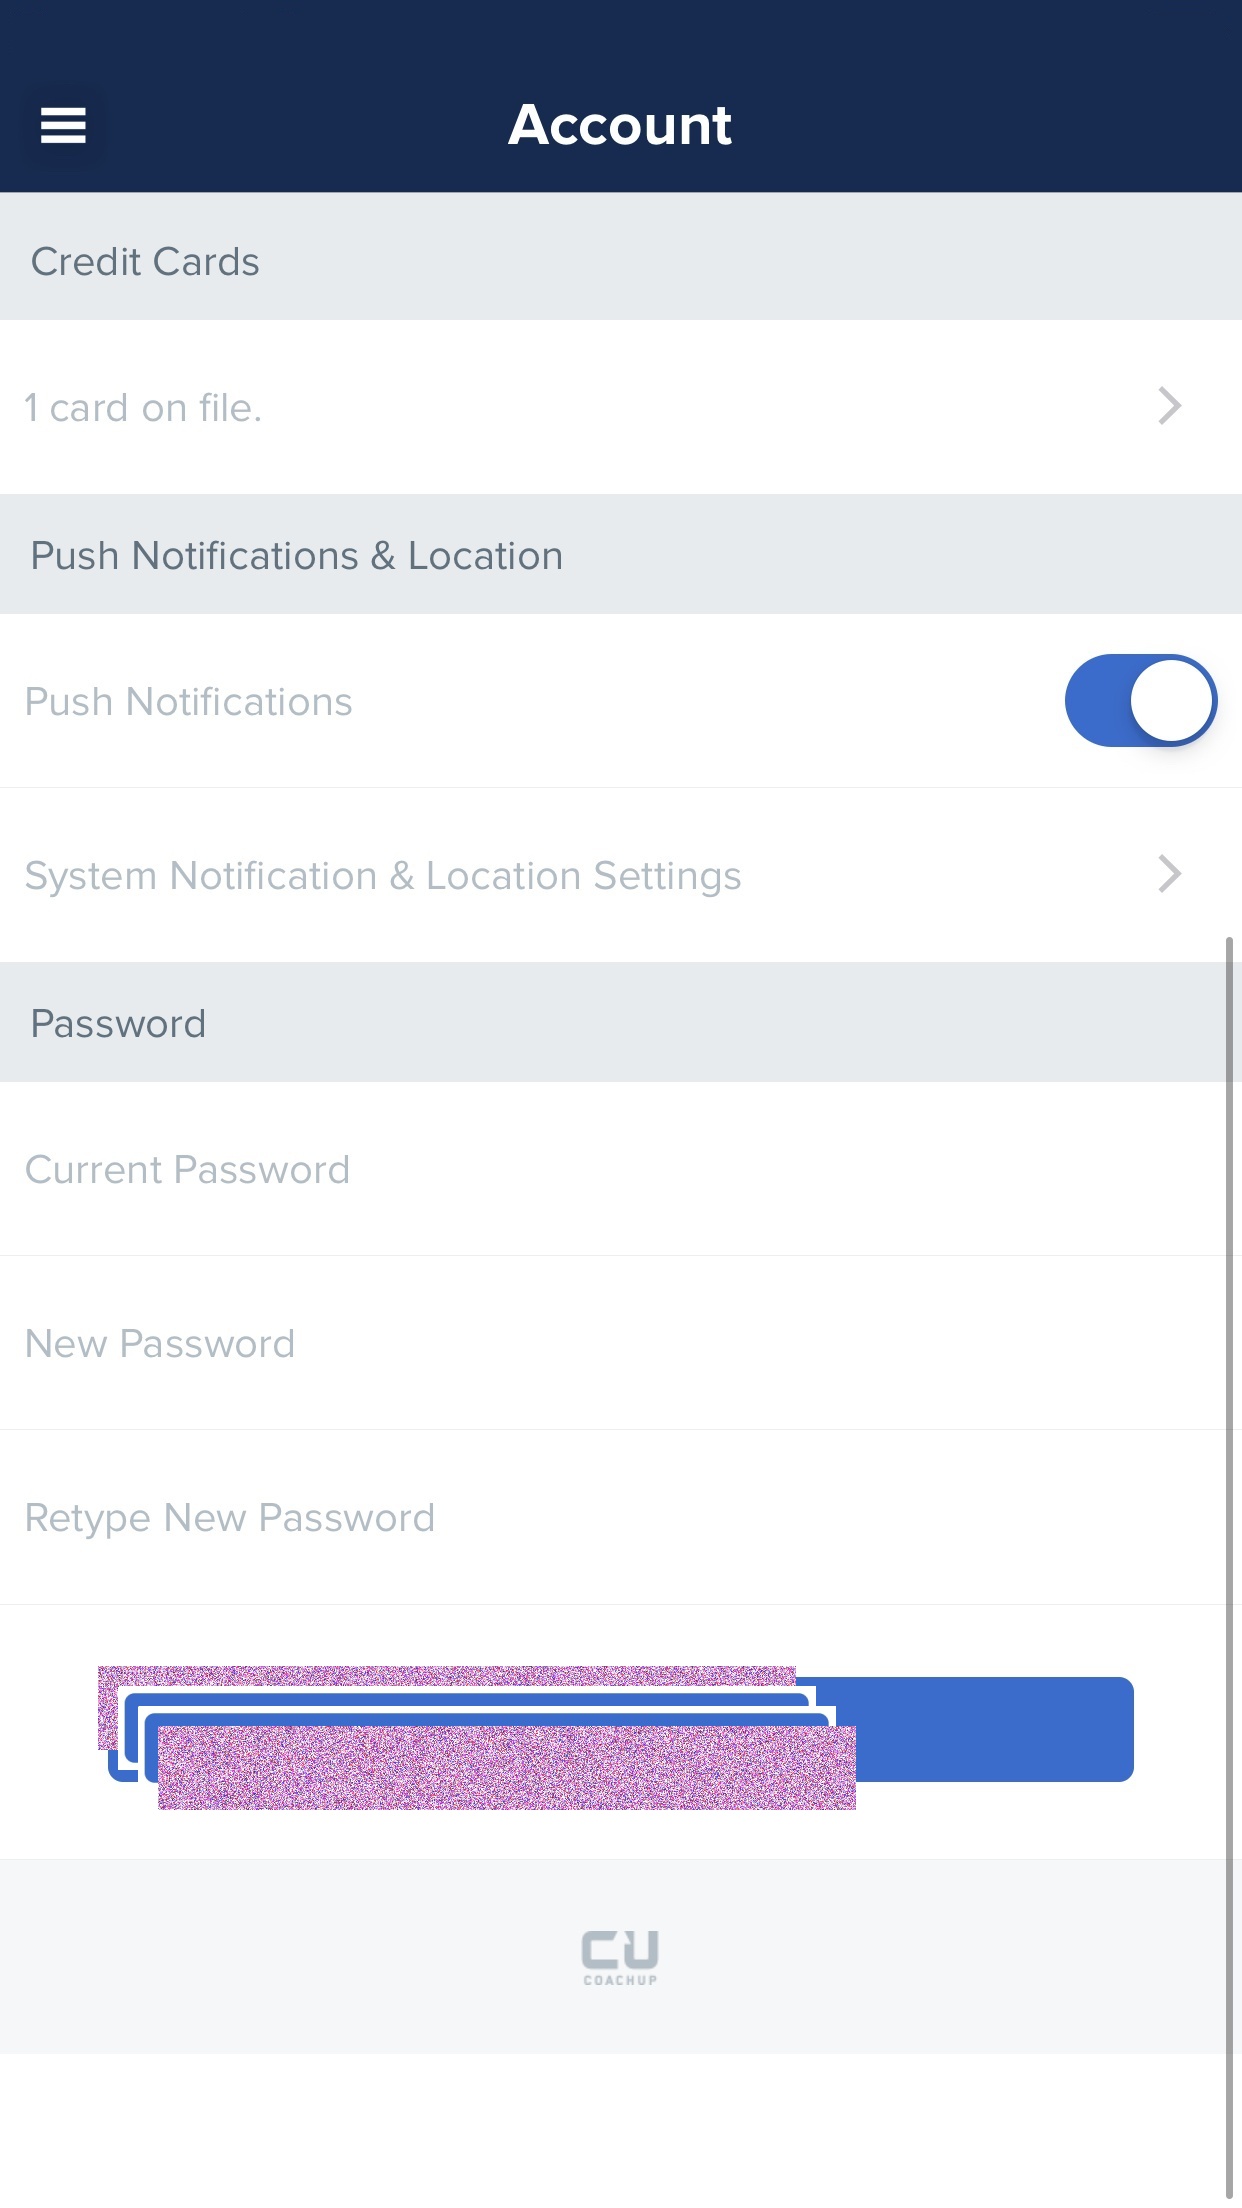 Account
Credit Cards
1 card on file.
Push Notifications & Location
Push Notifications
System Notification & Location Settings
Password
Current Password
New Password
Retype New Password
CU
COACHUP